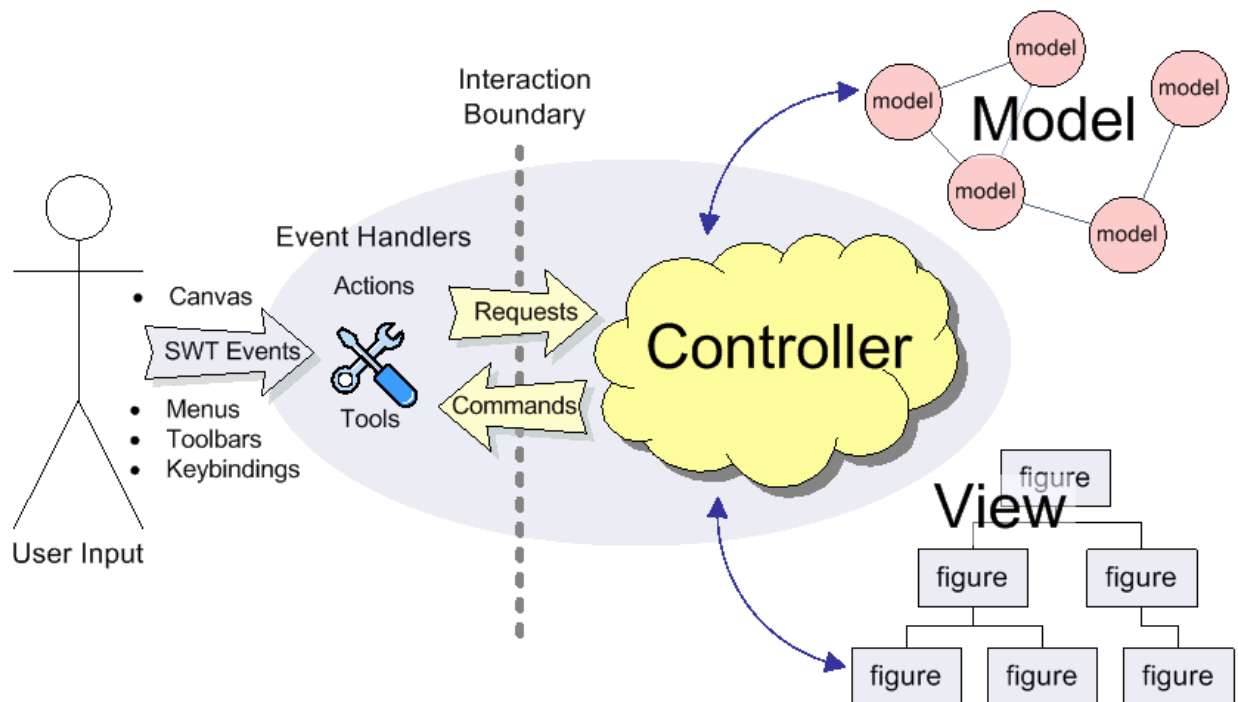 Interaction
Boundary
Event Handlers
Actions
Canvas
SWT Events
Menus
Toolbars
Keybindings
Tools
User Input
Requests
Commands
Controller
model
model
model
model
model
Model
View
figure
figure
figure
figure
figure
figure